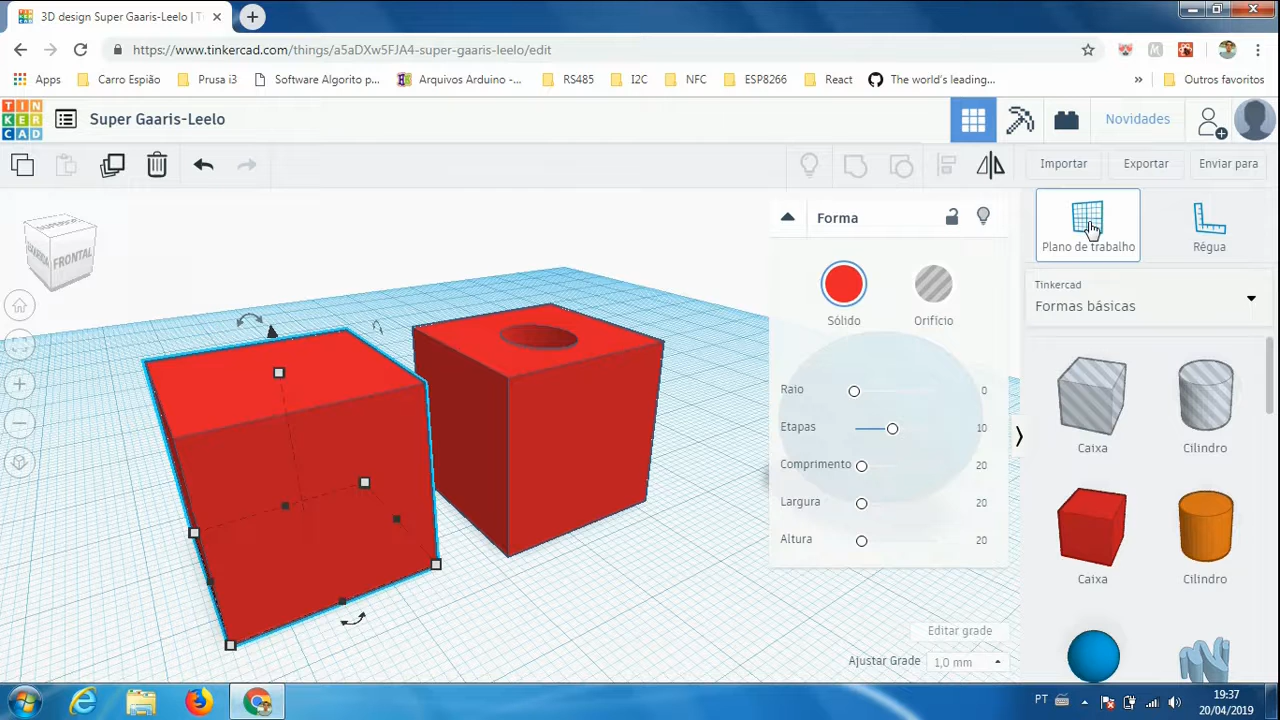 3D design Super Gaaris-Leelo | Ti
https://www.tinkercad.com/things/a5aDXw5FJA4-super-gaaris-leelo/edit
Apps
Carro Espião
Prusa i3
Software Algorito p...
Arquivos Arduino -...
RS485
I2C
NFC
ESP8266
React
The world's leading...
»
Outros favoritos
TIN
KER
CAD
Super Gaaris-Leelo
Novidades
Importar
Exportar
Enviar para
FRONTAL
Forma
Plano de trabalho
Régua
Sólido
Orifício
Tinkercad
Formas básicas
Raio 0
Etapas 10
Comprimento 20
Largura 20
Altura 20
Caixa
Cilindro
Caixa
Cilindro
Editar grade
Ajustar Grade 1,0 mm
PT
19:37
20/04/2019